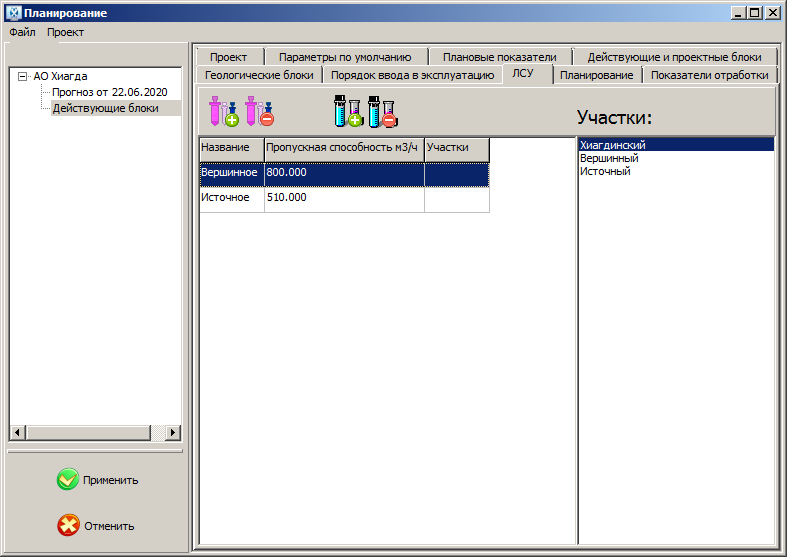 Планирование
Файл Проект
АО Хиагда
Прогноз от 22.06.2020
Действующие блоки
Применить
Отменить
Проект Параметры по умолчанию Плановые показатели Действующие и проектные блоки
Геологические блоки Порядок ввода в эксплуатацию ЛСУ Планирование Показатели отработки
Участки:
Название Пропускная способность м3/ч Участки
Вершинное 800.000
Источное 510.000
Хиагдинский
Вершинный
Источный